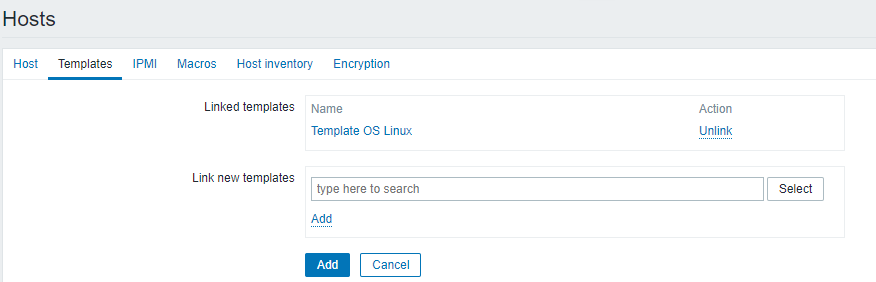 Hosts
Host Templates IPMI Macros Host inventory Encryption
Linked templates Name Action
Template OS Linux Unlink
Link new templates type here to search Select
Add
Add Cancel